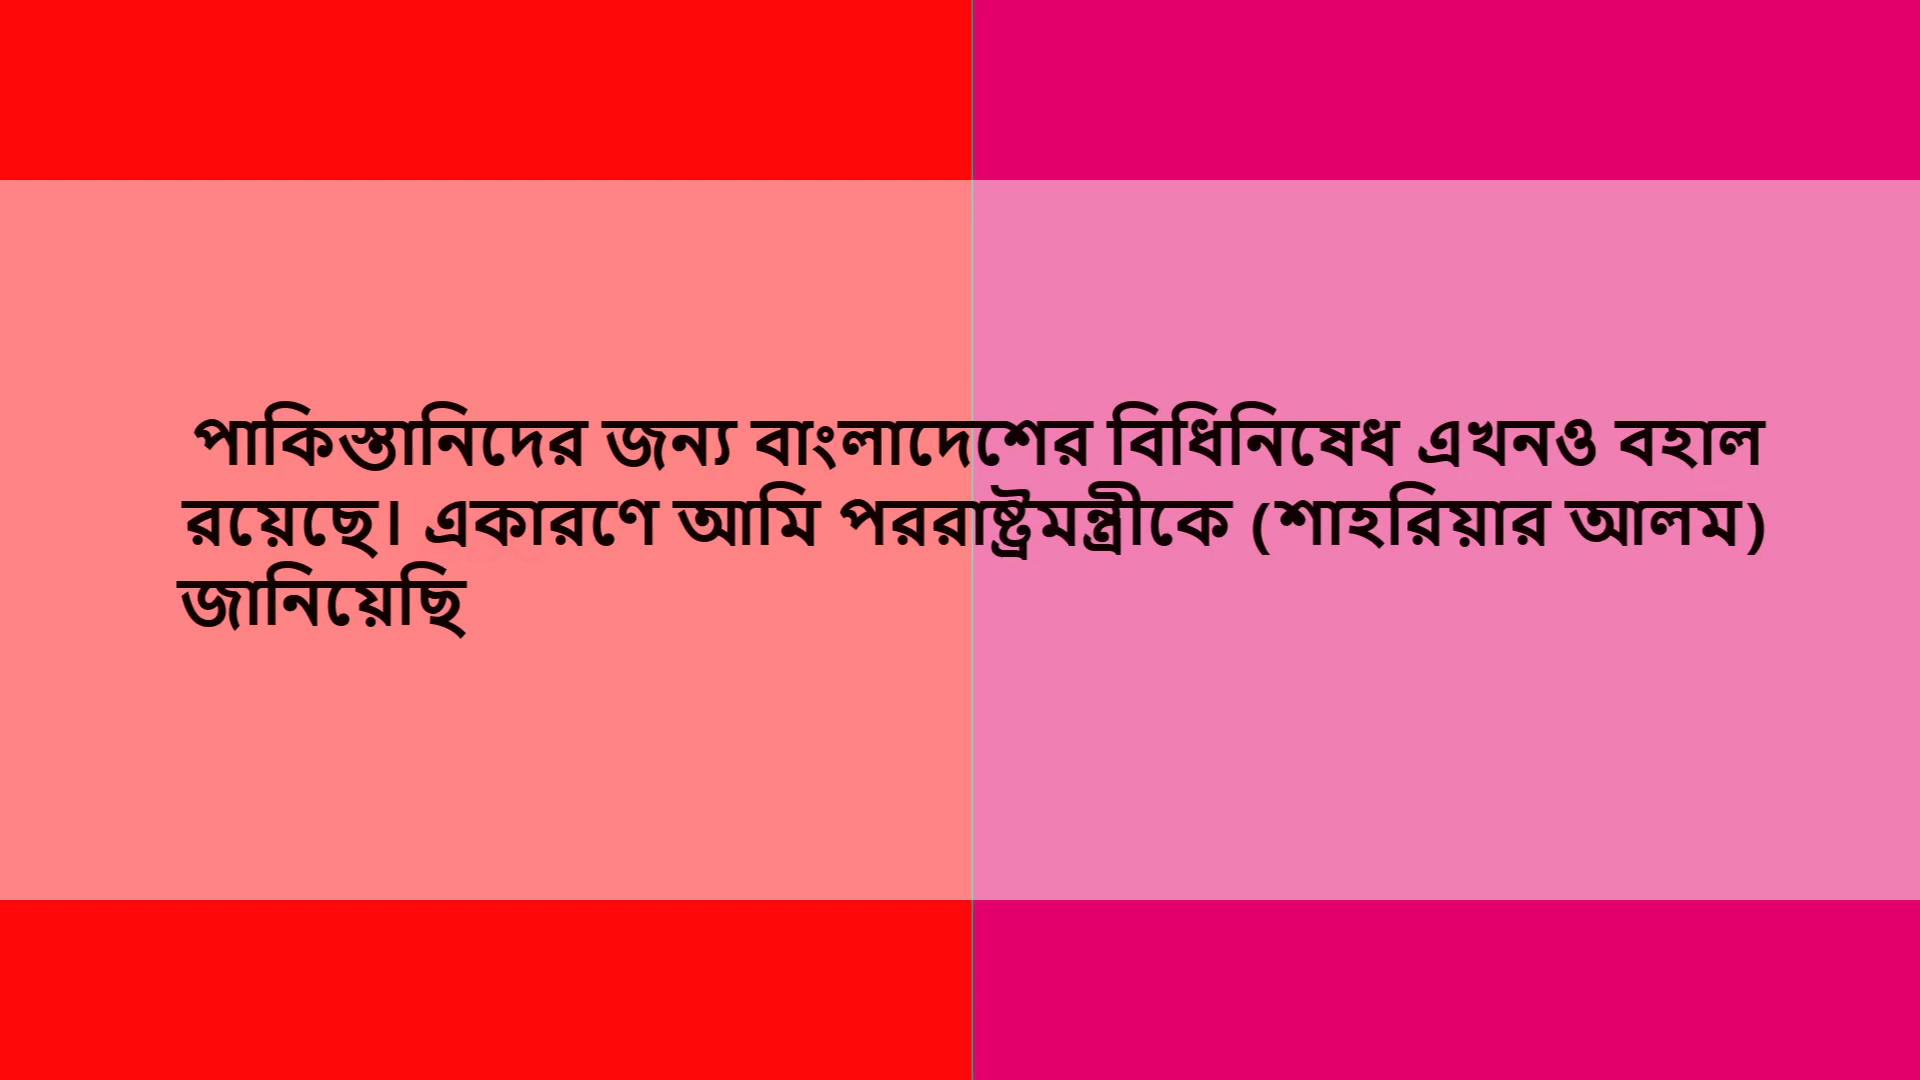 পাকিস্তানিদের জন্য বাংলাদেশের বিধিনিষেধ এখনও বহাল
রয়েছে। একারণে আমি পররাষ্ট্রমন্ত্রীকে (শাহরিয়ার আলম)
জানিয়েছি